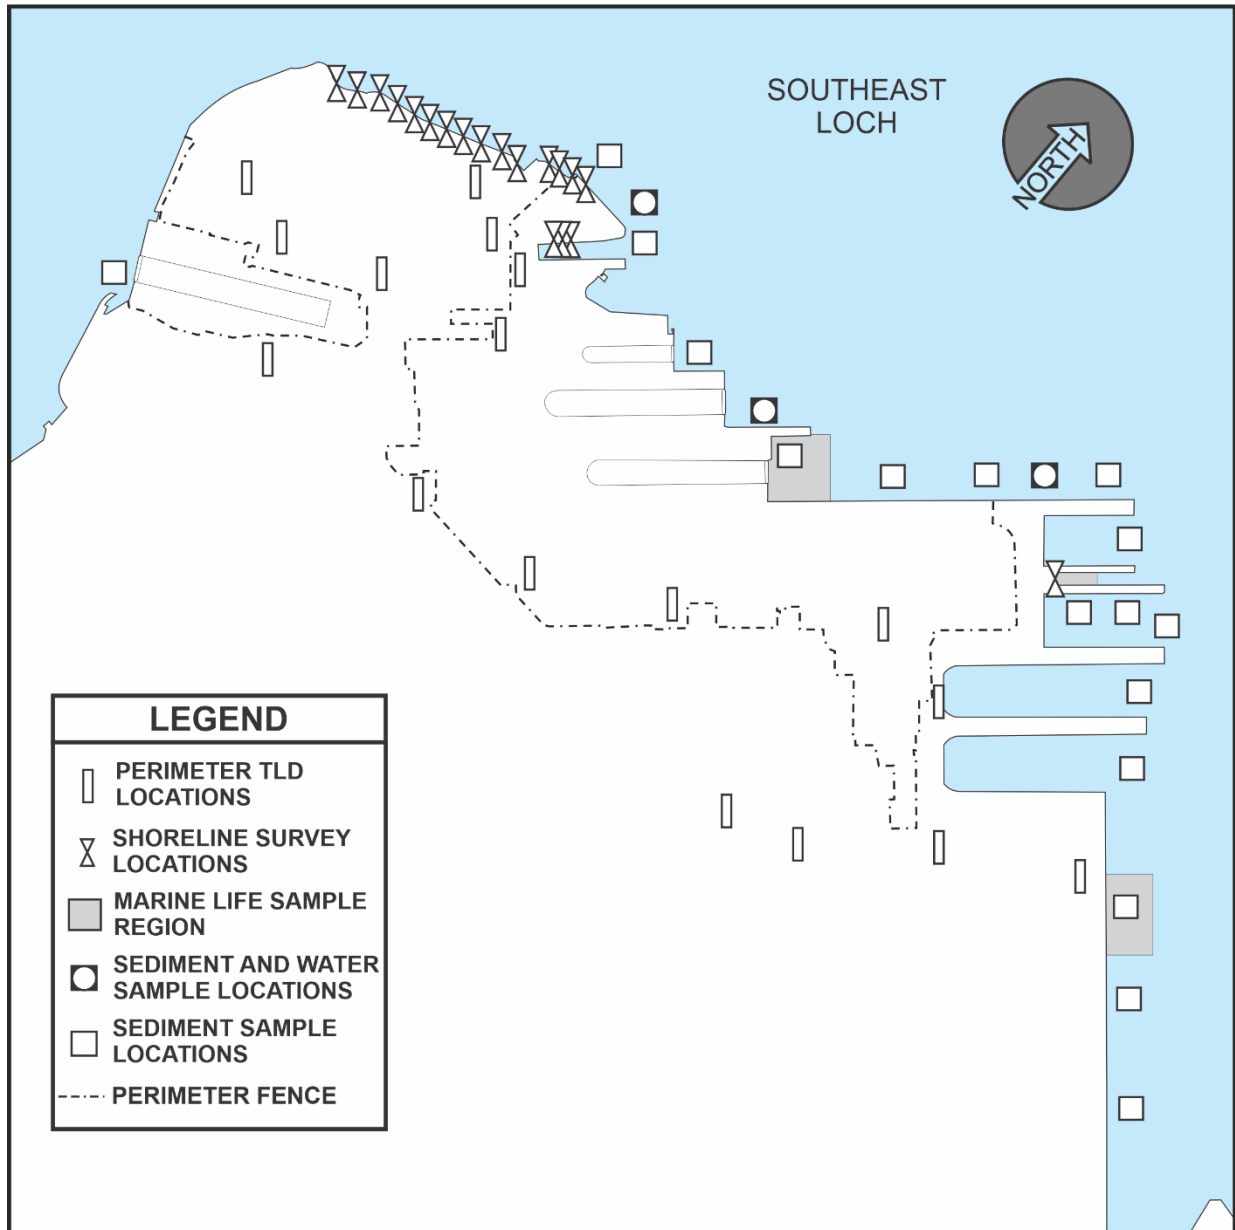 SOUTHEAST
LOCH
NORTH
LEGEND
PERIMETER TLD
LOCATIONS
SHORELINE SURVEY
LOCATIONS
MARINE LIFE SAMPLE
REGION
SEDIMENT AND WATER
SAMPLE LOCATIONS
SEDIMENT SAMPLE
LOCATIONS
PERIMETER FENCE